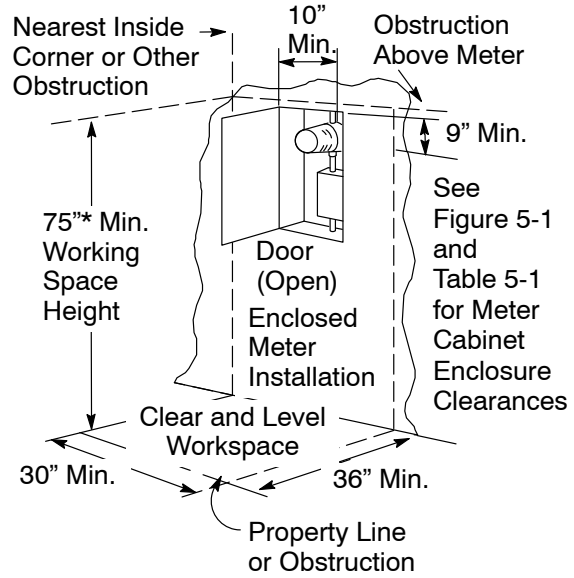 Nearest Inside
Corner or Other
Obstruction
10”
Min.
Obstruction
Above Meter
9” Min.
75”* Min.
Working
Space
Height
Door
(Open)
Enclosed
Meter
Installation
See
Figure 5-1
and
Table 5-1
for Meter
Cabinet
Enclosure
Clearances
Clear and Level
Workspace
30” Min.
36” Min.
Property Line
or Obstruction